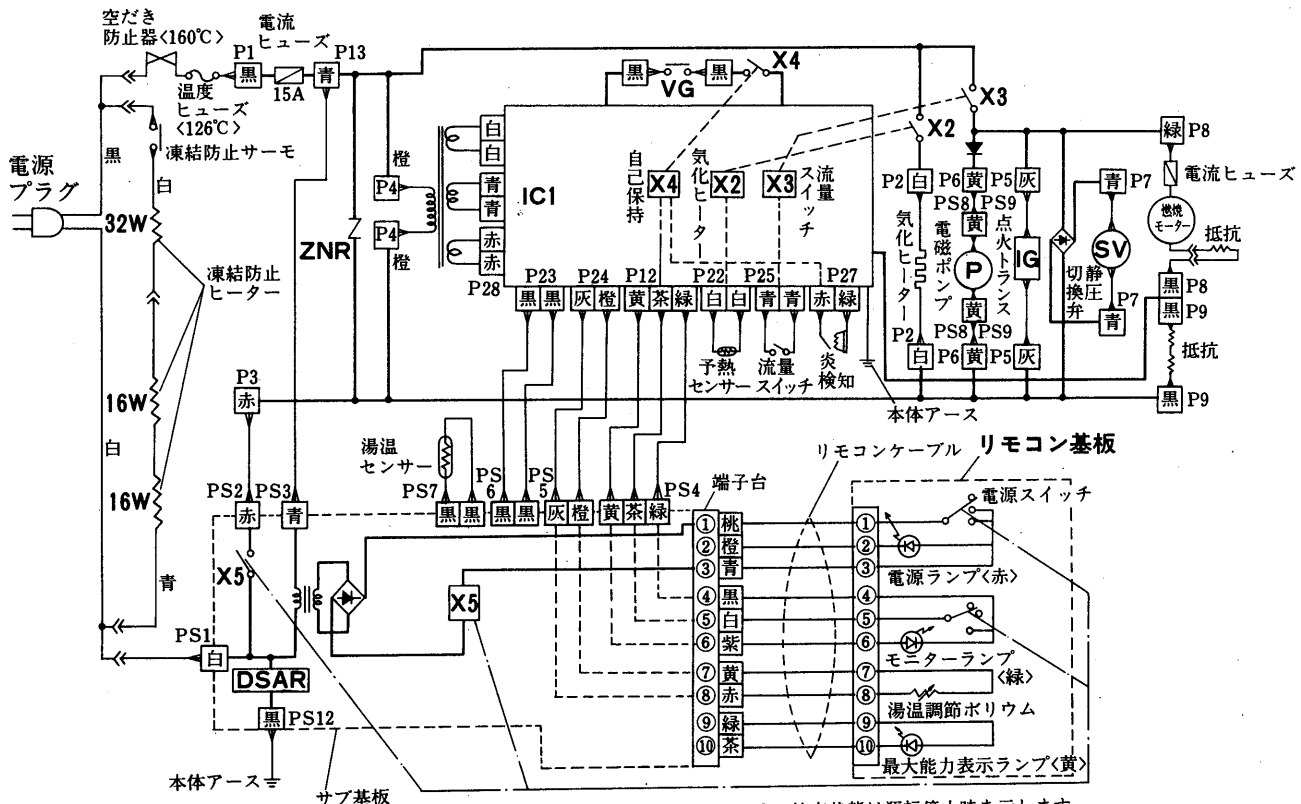 空だき
防止器<160℃>
電流
ヒューズ
P1
P13
黒
15A
青
温度
ヒューズ
<126℃>
凍結防止サーモ
黒
白
電源
プラグ
32W
凍結防止
ヒーター
16W
白
16W
青
ZNR
橙
P4
P4
橙
白
白
青
青
赤
赤
P28
黒
VG
黒
X4
IC1
自己保持
X4
気化ヒーター
X2
X3
流量
スイッチ
X3
X2
P23
P24
P12
P22
P25
P27
黒
黒
灰
橙
黄
茶
緑
白
白
青
青
赤
緑
予熱
センサー
流量
スイッチ
炎
検知
本体アース
P2
白
気化ヒーター
P2
白
P6
黄
PS8
PS9
黄
電磁ポンプ
P
黄
PS8
PS9
P6
黄
P5
灰
点火トランス
IG
P5
灰
青
P7
SV
静圧
切換弁
P7
青
緑
P8
電流ヒューズ
燃焼
モーター
抵抗
黒
P8
黒
P9
抵抗
黒
P9
P3
赤
湯温
センサー
PS7
黒
黒
PS
6
黒
黒
PS
5
灰
橙
黄
茶
緑
PS4
PS2
赤
PS3
青
X5
PS1
白
DSAR
黒
PS12
本体アース
サブ基板
X5
端子台
① 桃
② 橙
③ 青
④ 黒
⑤ 白
⑥ 紫
⑦ 黄
⑧ 赤
⑨ 緑
⑩ 茶
リモコンケーブル
リモコン基板
①
②
③
④
⑤
⑥
⑦
⑧
⑨
⑩
電源スイッチ
電源ランプ<赤>
モニターランプ
<緑>
湯温調節ボリウム
最大能力表示ランプ<黄>